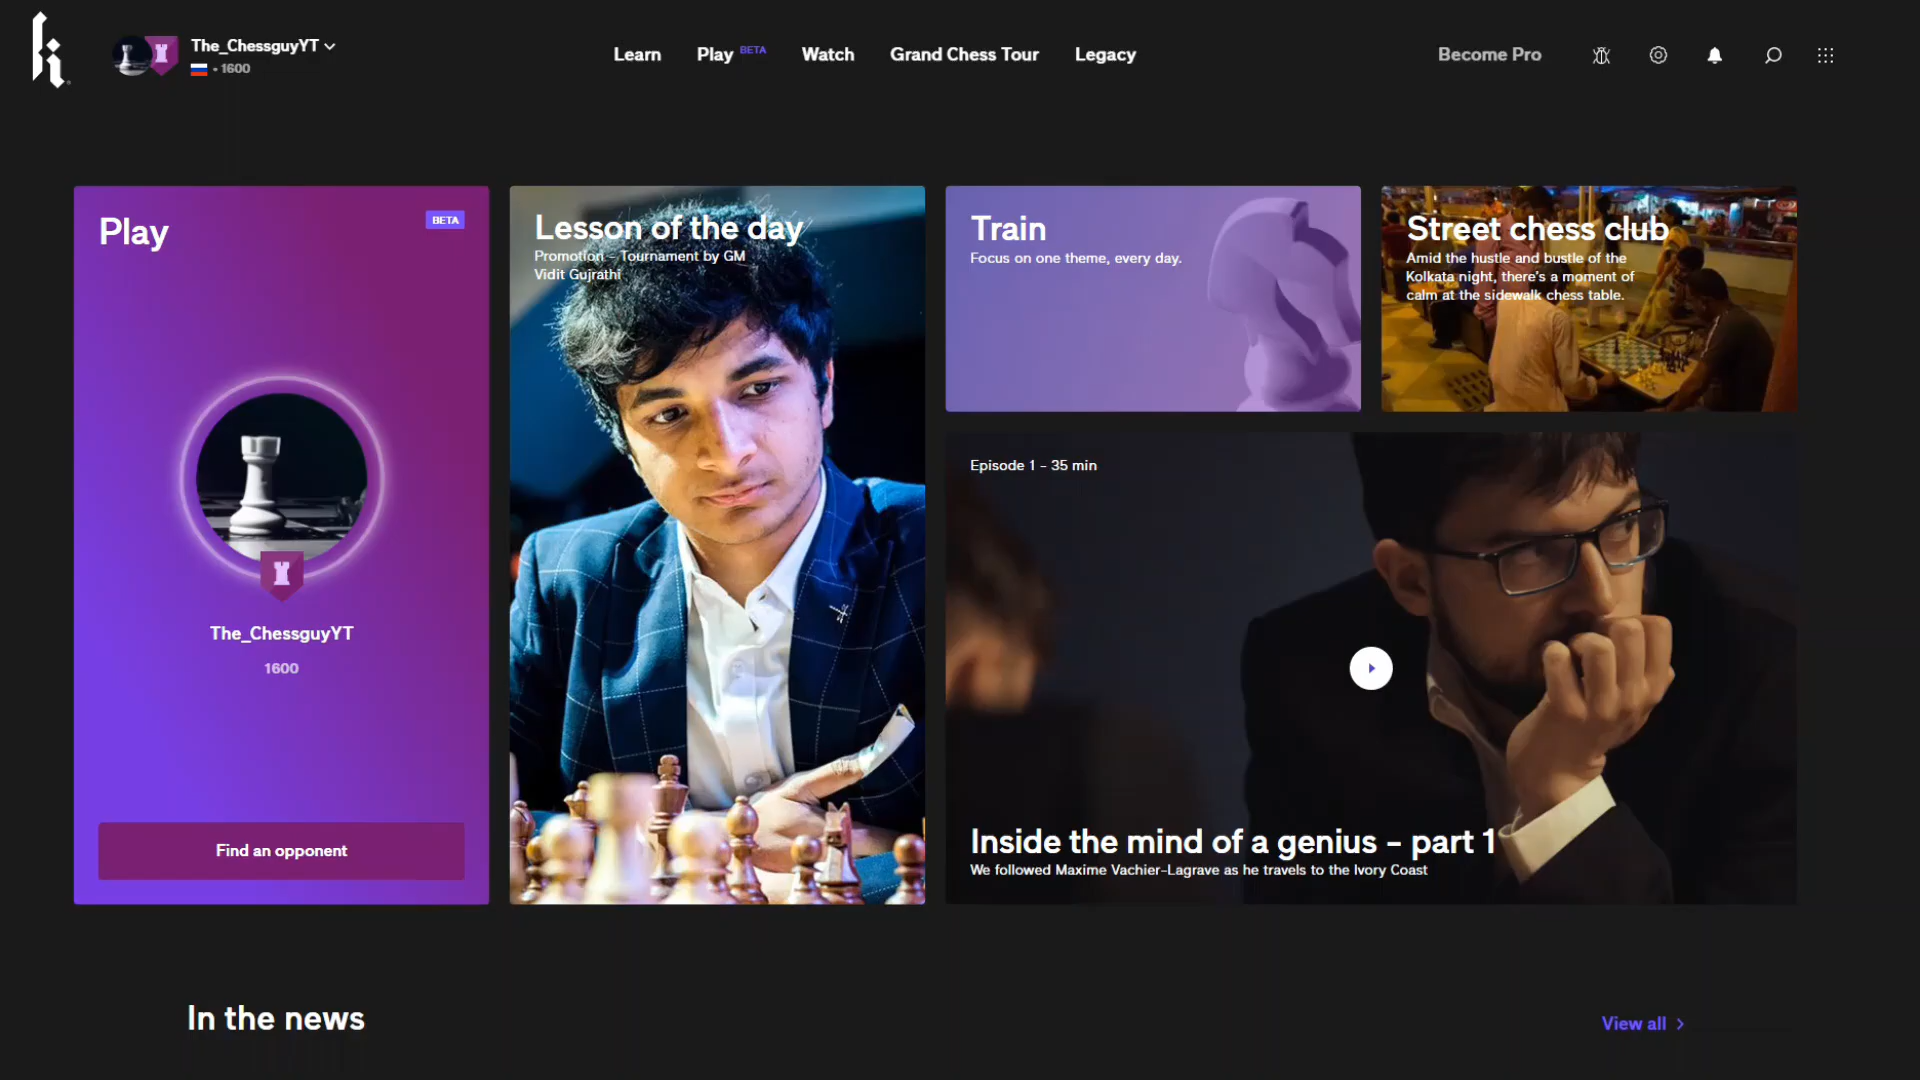 The_ChessguyYT
• 1600
Learn
Play BETA
Watch
Grand Chess Tour
Legacy
Become Pro
Play
BETA
The_ChessguyYT
1600
Find an opponent
Lesson of the day
Promotion - Tournament by GM
Vidit Gujrathi
Train
Focus on one theme, every day.
Street chess club
Amid the hustle and bustle of the
Kolkata night, there's a moment of
calm at the sidewalk chess table.
Episode 1 - 35 min
Inside the mind of a genius - part 1
We followed Maxime Vachier-Lagrave as he travels to the Ivory Coast
In the news
View all